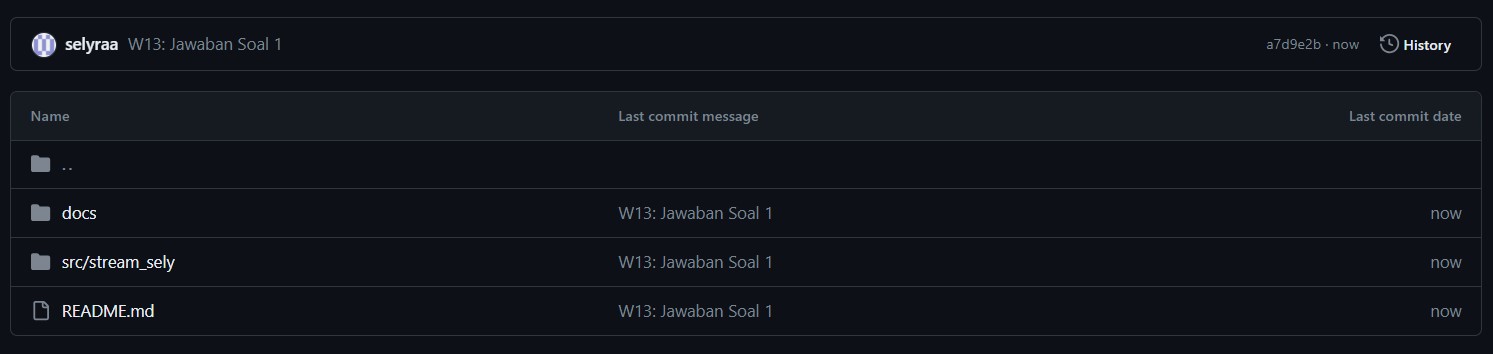 selyraa W13: Jawaban Soal 1 a7d9e2b · now History
Name Last commit message Last commit date
..
docs W13: Jawaban Soal 1 now
src/stream_sely W13: Jawaban Soal 1 now
README.md W13: Jawaban Soal 1 now